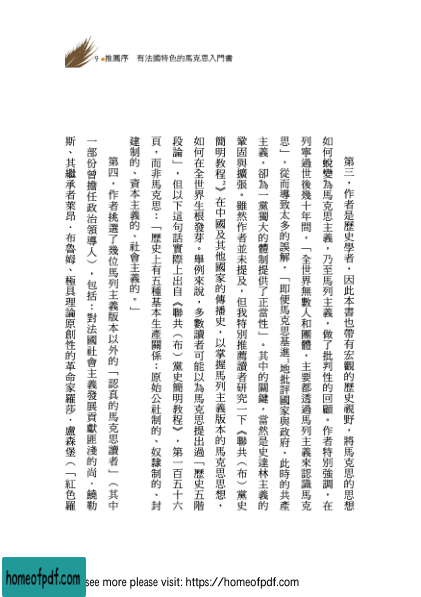 9 ●推薦序　有法國特色的馬克思入門書
第三，作者是歷史學者，因此本書也帶有宏觀的歷史視野，將馬克思的思想
如何蛻變為馬克思主義，乃至馬列主義，做了批判性的回顧。作者特別強調，在
列寧過世後幾十年間，「全世界無數人和團體，主要都透過馬列主義來認識馬克
思」，從而導致太多的誤解，「即便馬克思基進地批評國家與政府，此時的共產
主義，卻為一黨獨大的體制提供了正當性」。其中的關鍵，當然是史達林主義的
鞏固與擴張。雖然作者並未提及，但我特別推薦讀者研究一下《聯共（布）黨史
簡明教程》在中國及其他國家的傳播史，以掌握馬列主義版本的馬克思思想，
如何在全世界生根發芽。舉例來說，多數讀者可能以為馬克思提出過「歷史五階
段論」，但以下這句話實際上出自《聯共（布）黨史簡明教程》，第一百五十六
頁，而非馬克思：「歷史上有五種基本生產關係：原始公社制的、奴隸制的、封
建制的、資本主義的、社會主義的。」
第四，作者挑選了幾位馬列主義版本以外的「認真的馬克思讀者」（其中
一部份曾擔任政治領導人），包括：對法國社會主義發展貢獻匪淺的尚．饒勒
斯、其繼承者萊昂．布魯姆、極具理論原創性的革命家羅莎．盧森堡（「紅色羅
homeofpdf.com
see more please visit: https://homeofpdf.com